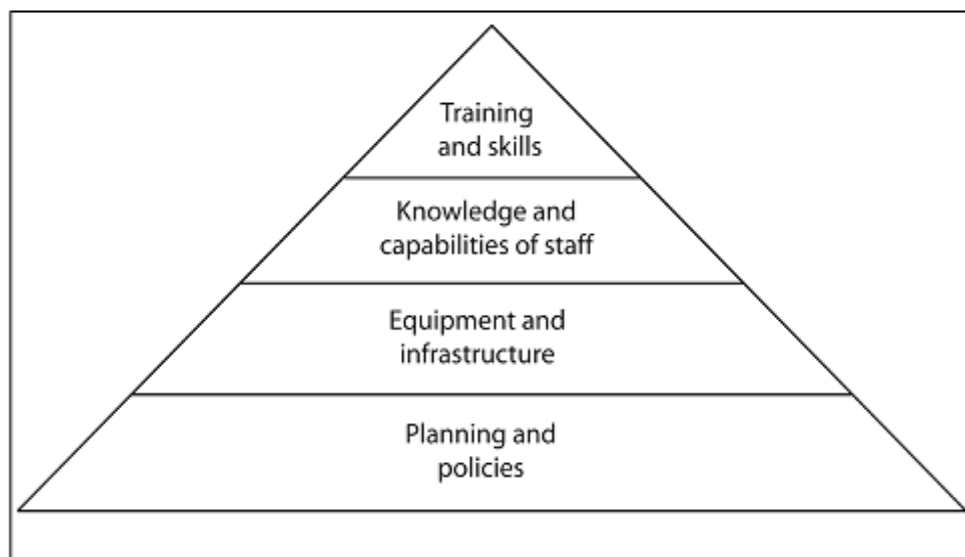 Training
and skills
Knowledge and
capabilities of staff
Equipment and
infrastructure
Planning and
policies